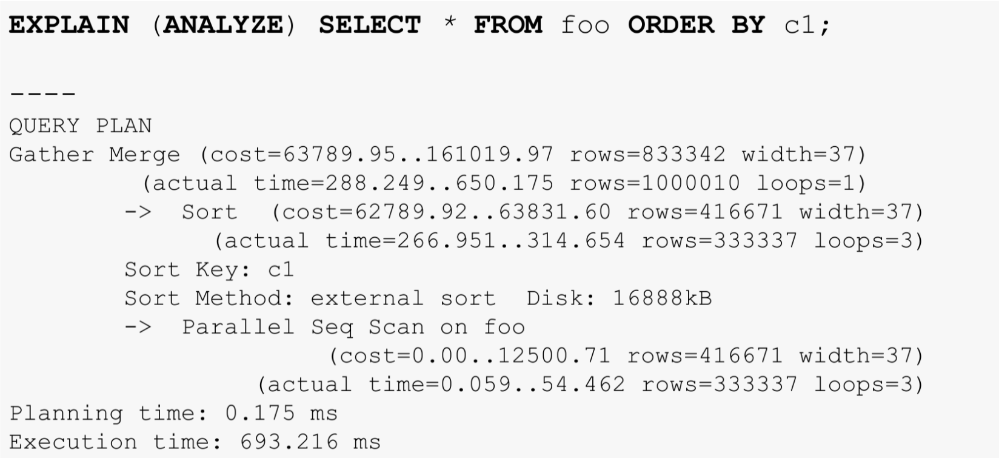 EXPLAIN (ANALYZE) SELECT * FROM foo ORDER BY c1;
----
QUERY PLAN
Gather Merge (cost=63789.95..161019.97 rows=833342 width=37)
(actual time=288.249..650.175 rows=1000010 loops=1)
-> Sort (cost=62789.92..63831.60 rows=416671 width=37)
(actual time=266.951..314.654 rows=333337 loops=3)
Sort Key: c1
Sort Method: external sort Disk: 16888kB
-> Parallel Seq Scan on foo
(cost=0.00..12500.71 rows=416671 width=37)
(actual time=0.059..54.462 rows=333337 loops=3)
Planning time: 0.175 ms
Execution time: 693.216 ms